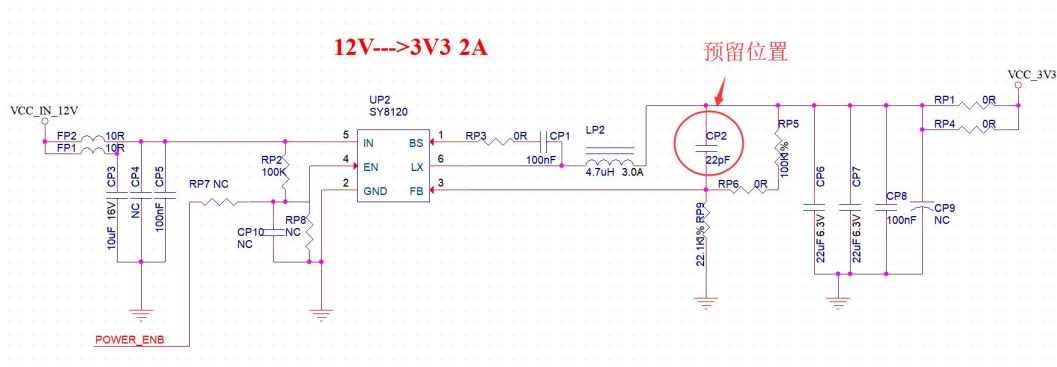 12V--->3V3 2A
预留位置
VCC_3V3
VCC_IN_12V
UP2
SY8120
FP2 10R
FP1 10R
5 IN BS 1
4 EN LX 6
2 GND FB 3
RP3 0R CP1
100nF
LP2
4.7uH 3.0A
CP2
22pF
RP5
100K1%
RP1 0R
RP4 0R
RP2
100K
RP7 NC
RP8
NC
CP10
NC
CP3
10uF 16V
CP4
NC
CP5
100nF
RP6 0R
RP9
22.1K1%
CP6
22uF 6.3V
CP7
22uF 6.3V
CP8
100nF
CP9
NC
POWER_ENB